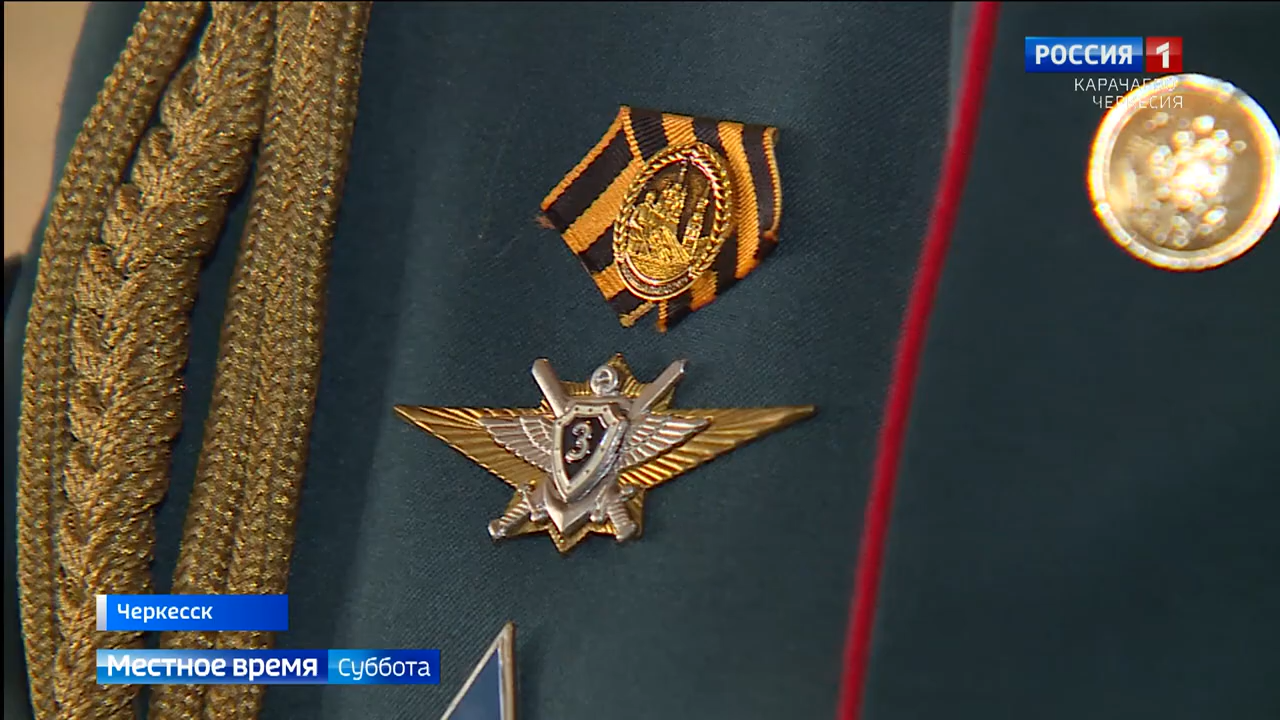 РОССИЯ 1
КАРАЧАЕВО
ЧЕРКЕСИЯ
3
Черкесск
Местное время Суббота